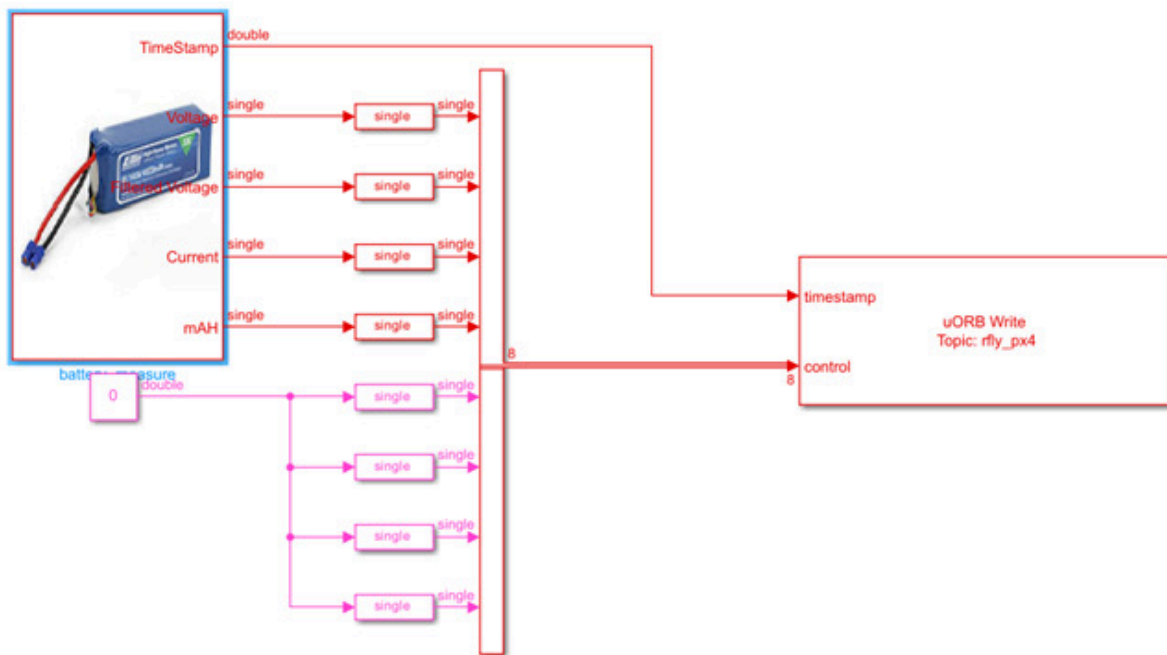 TimeStamp
double
Voltage
single
single
single
Filtered Voltage
single
single
single
Current
single
single
single
mAH
single
single
single
battery_measure
0
double
single
single
single
single
single
single
single
single
8
8
timestamp
control
uORB Write
Topic: rfly_px4